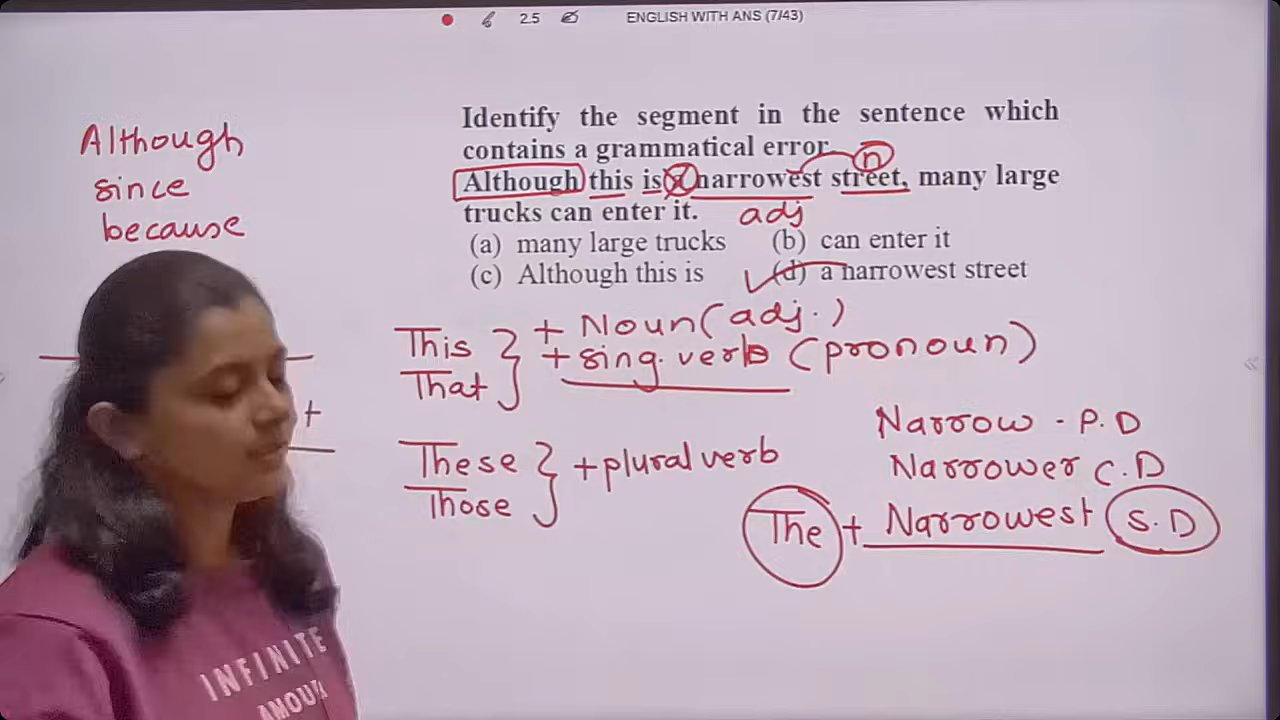 2.5 ENGLISH WITH ANS (7/43)
Identify the segment in the sentence which
contains a grammatical error.
n
Although this is a narrowest street, many large
trucks can enter it. adj
(a) many large trucks (b) can enter it
(c) Although this is (d) a narrowest street
Although
since
because
+
This
That
+ Noun (adj.)
+ sing. verb (pronoun)
These
Those
+ plural verb
Narrow - P.D
Narrower C.D
The + Narrowest S.D
INFINITE
AMOUR